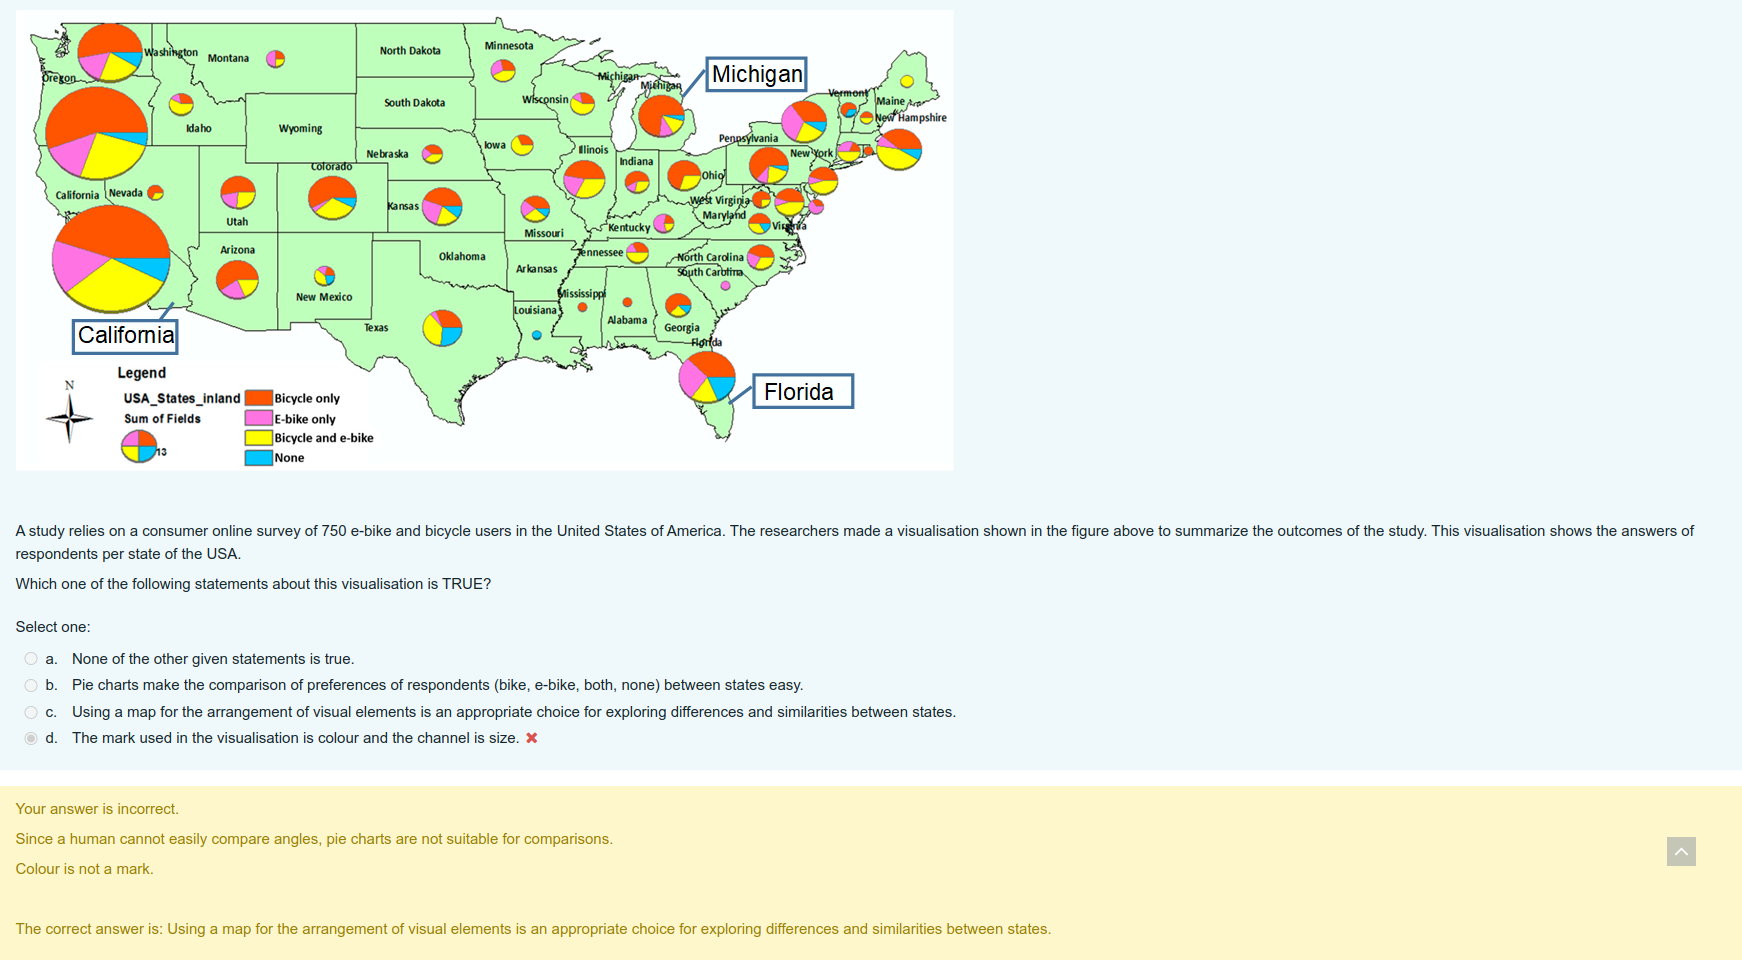 Washington
Montana
North Dakota
Minnesota
Michigan
Oregon
Michigan
Michigan
Vermont
Maine
Idaho
Wyoming
South Dakota
Wisconsin
New Hampshire
Pennsylvania
New York
Nebraska
Iowa
Illinois
Indiana
Ohio
Colorado
California
Nevada
Utah
Kansas
Missouri
Kentucky
West Virginia
Maryland
Virginia
Arizona
Oklahoma
Arkansas
Tennessee
North Carolina
South Carolina
New Mexico
Mississippi
Louisiana
Alabama
Georgia
Texas
California
Florida
Florida
Legend
N
USA_States_inland
Bicycle only
Sum of Fields
E-bike only
Bicycle and e-bike
13
None
A study relies on a consumer online survey of 750 e-bike and bicycle users in the United States of America. The researchers made a visualisation shown in the figure above to summarize the outcomes of the study. This visualisation shows the answers of
respondents per state of the USA.
Which one of the following statements about this visualisation is TRUE?
Select one:
a. None of the other given statements is true.
b. Pie charts make the comparison of preferences of respondents (bike, e-bike, both, none) between states easy.
c. Using a map for the arrangement of visual elements is an appropriate choice for exploring differences and similarities between states.
d. The mark used in the visualisation is colour and the channel is size.
Your answer is incorrect.
Since a human cannot easily compare angles, pie charts are not suitable for comparisons.
Colour is not a mark.
The correct answer is: Using a map for the arrangement of visual elements is an appropriate choice for exploring differences and similarities between states.